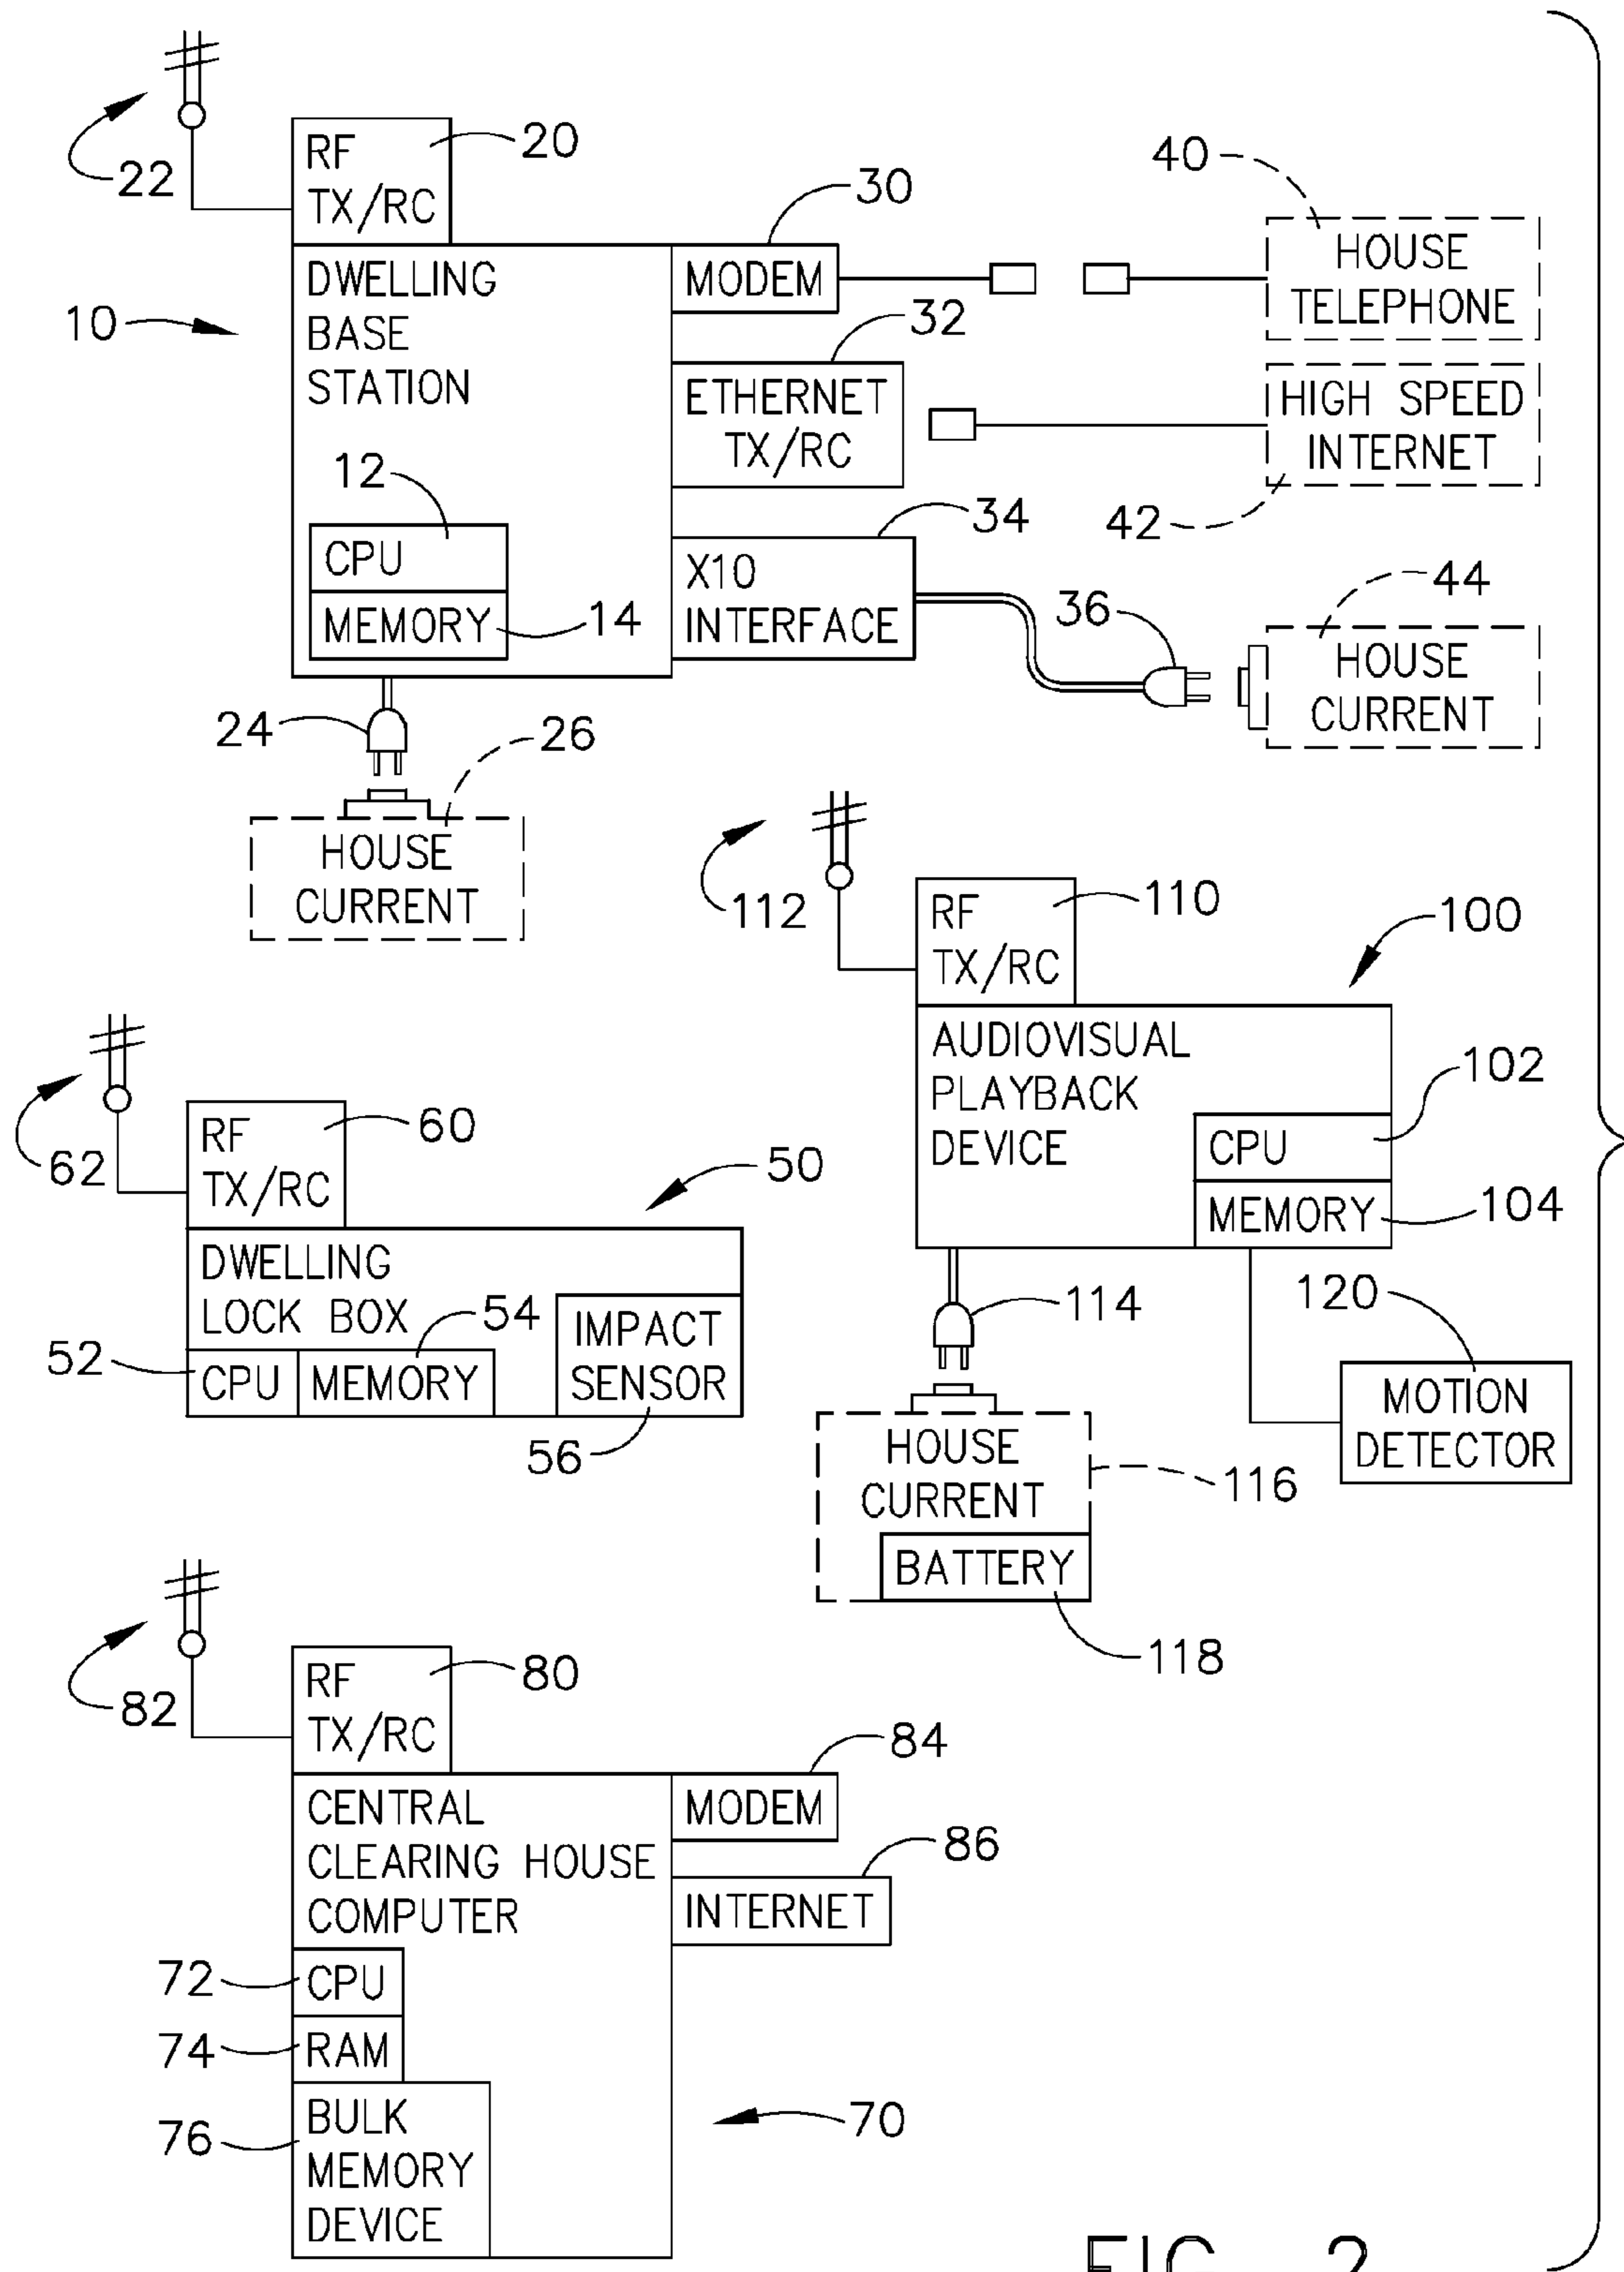 22
RF
TX/RC
20
10
DWELLING
BASE
STATION
12
CPU
MEMORY
14
30
MODEM
32
ETHERNET
TX/RC
34
X10
INTERFACE
36
40
HOUSE
TELEPHONE
HIGH SPEED
INTERNET
42
44
HOUSE
CURRENT
24
26
HOUSE
CURRENT
112
RF
TX/RC
110
100
AUDIOVISUAL
PLAYBACK
DEVICE
CPU
102
MEMORY
104
114
120
MOTION
DETECTOR
HOUSE
CURRENT
116
BATTERY
118
62
RF
TX/RC
60
50
DWELLING
LOCK BOX
52
CPU
MEMORY
54
IMPACT
SENSOR
56
82
RF
TX/RC
80
CENTRAL
CLEARING HOUSE
COMPUTER
84
MODEM
86
INTERNET
72
CPU
74
RAM
76
BULK
MEMORY
DEVICE
70
FIG. 2